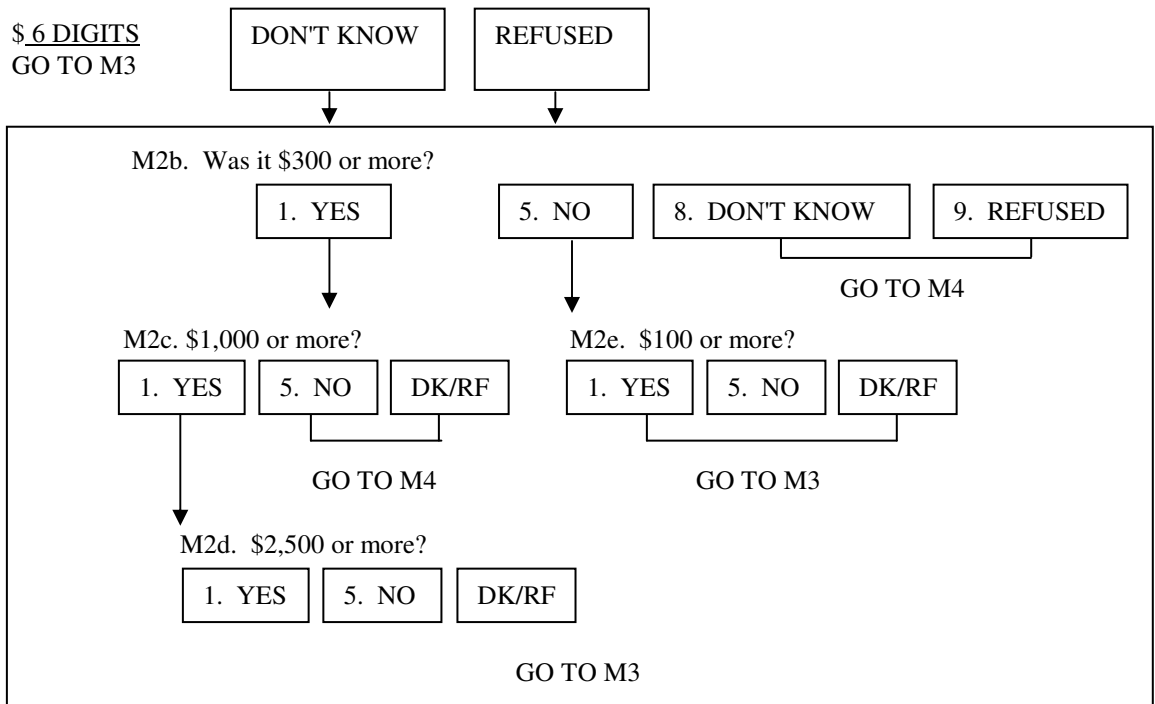 $ 6 DIGITS
GO TO M3
DON'T KNOW
REFUSED
M2b. Was it $300 or more?
1. YES
5. NO
8. DON'T KNOW
9. REFUSED
GO TO M4
M2c. $1,000 or more?
M2e. $100 or more?
1. YES
5. NO
DK/RF
1. YES
5. NO
DK/RF
GO TO M4
GO TO M3
M2d. $2,500 or more?
1. YES
5. NO
DK/RF
GO TO M3